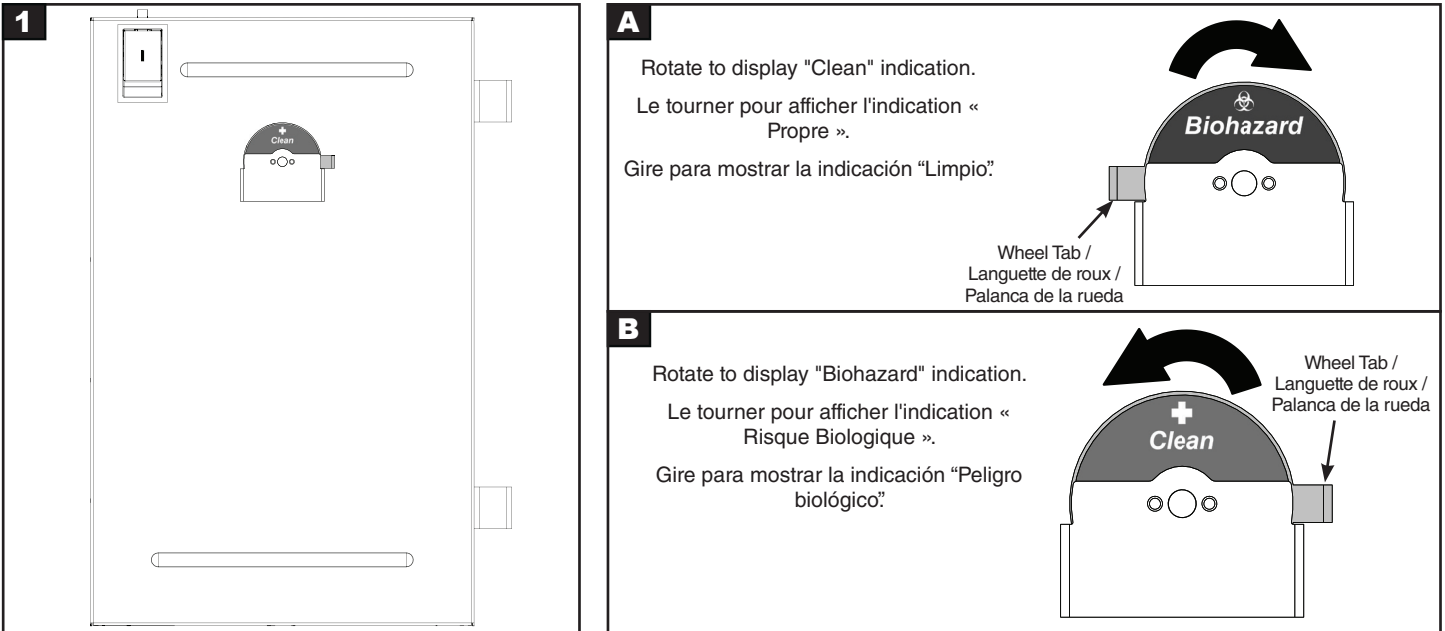 1
Clean
A
Rotate to display "Clean" indication.
Le tourner pour afficher l'indication «
Propre ».
Gire para mostrar la indicación “Limpio”.
Biohazard
Wheel Tab /
Languette de roux /
Palanca de la rueda
B
Rotate to display "Biohazard" indication.
Le tourner pour afficher l'indication «
Risque Biologique ».
Gire para mostrar la indicación “Peligro
biológico”.
Wheel Tab /
Languette de roux /
Palanca de la rueda
Clean